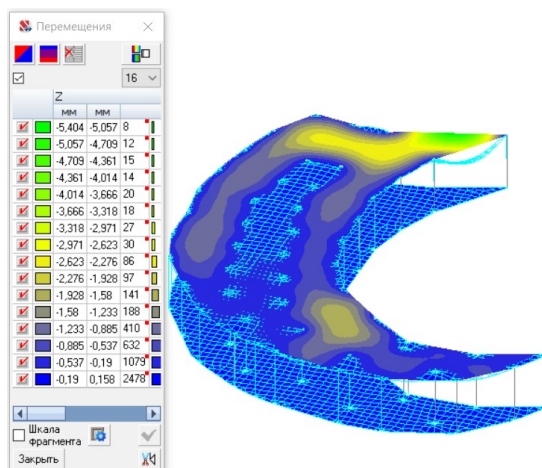 Перемещения
16
Z
мм мм
-5,404 -5,057 8
-5,057 -4,709 12
-4,709 -4,361 15
-4,361 -4,014 14
-4,014 -3,666 20
-3,666 -3,318 18
-3,318 -2,971 27
-2,971 -2,623 30
-2,623 -2,276 86
-2,276 -1,928 97
-1,928 -1,58 141
-1,58 -1,233 188
-1,233 -0,885 410
-0,885 -0,537 632
-0,537 -0,19 1079
-0,19 0,158 2478
Шкала
фрагмента
Закрыть